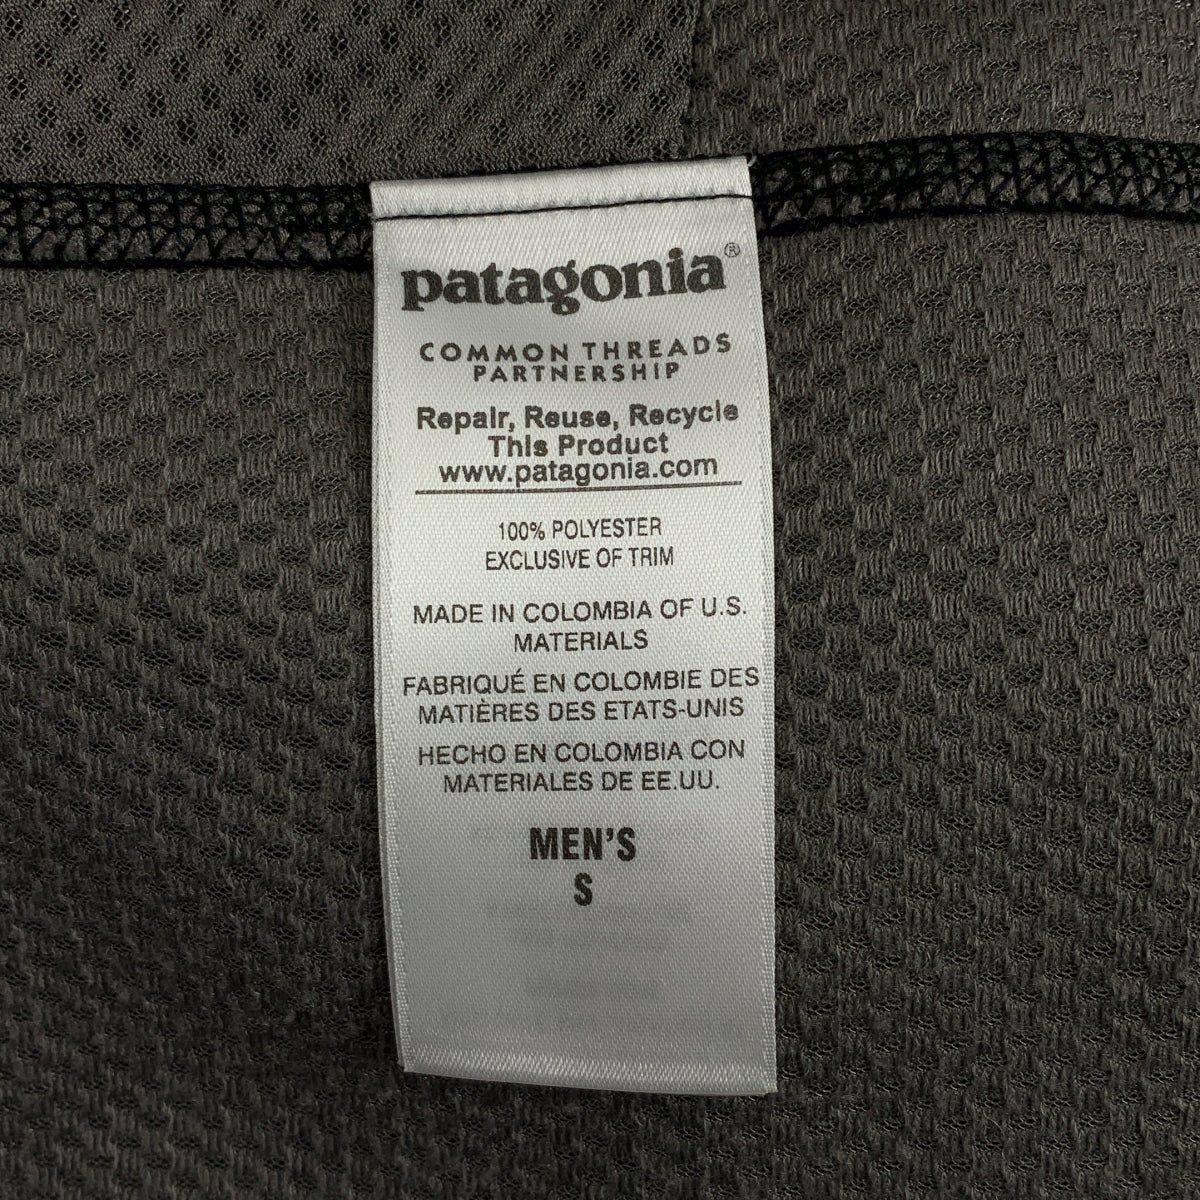 patagonia®
COMMON THREADS
PARTNERSHIP
Repair, Reuse, Recycle
This Product
www.patagonia.com
100% POLYESTER
EXCLUSIVE OF TRIM
MADE IN COLOMBIA OF U.S.
MATERIALS
FABRIQUÉ EN COLOMBIE DES
MATIÈRES DES ETATS-UNIS
HECHO EN COLOMBIA CON
MATERIALES DE EE.UU.
MEN'S
S